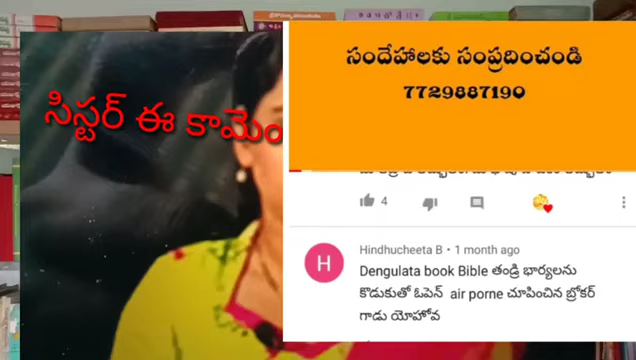 సందేహాలకు సంప్రదించండి
7729887190
సిస్టర్ ఈ కామెం
4
H
Hindhucheeta B • 1 month ago
Dengulata book Bible తండ్రి భార్యలను
కొడుకుతో ఓపెన్ air porne చూపించిన బ్రోకర్
గాడు యోహోవ